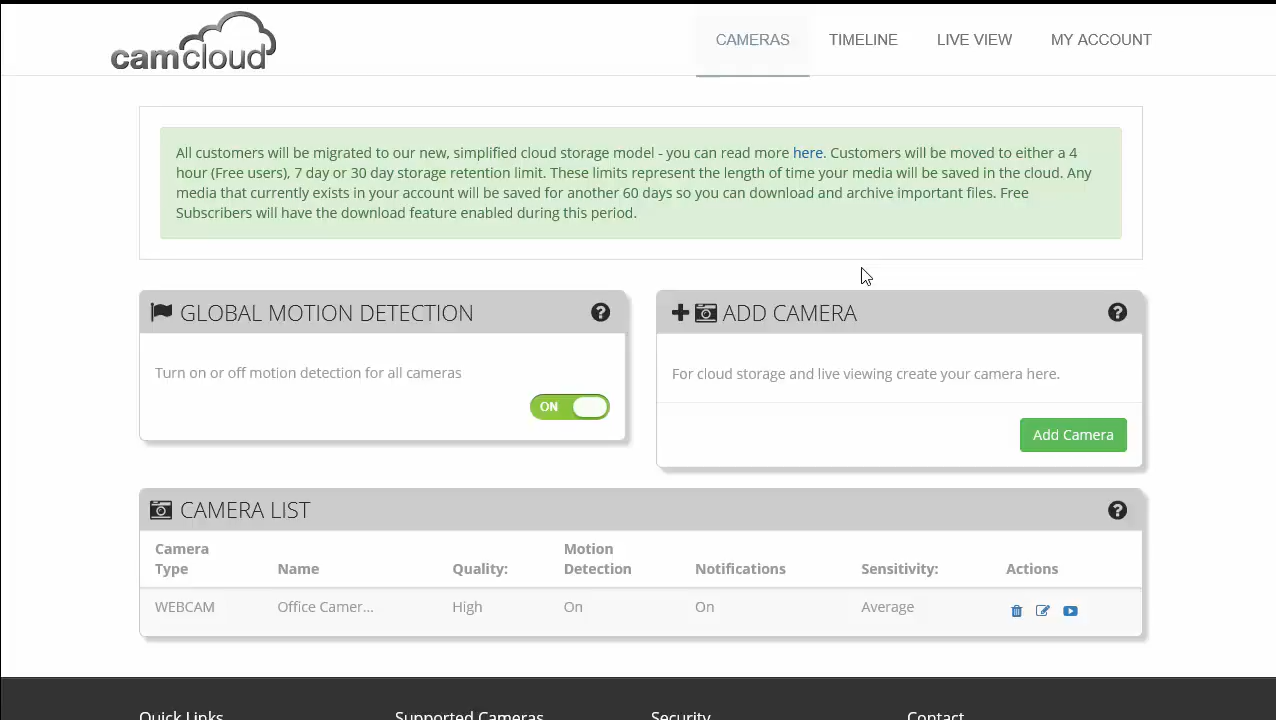 camcloud
CAMERAS TIMELINE LIVE VIEW MY ACCOUNT
All customers will be migrated to our new, simplified cloud storage model - you can read more here. Customers will be moved to either a 4
hour (Free users), 7 day or 30 day storage retention limit. These limits represent the length of time your media will be saved in the cloud. Any
media that currently exists in your account will be saved for another 60 days so you can download and archive important files. Free
Subscribers will have the download feature enabled during this period.
GLOBAL MOTION DETECTION
Turn on or off motion detection for all cameras
ON
ADD CAMERA
For cloud storage and live viewing create your camera here.
Add Camera
CAMERA LIST
Camera Type Name Quality: Motion Detection Notifications Sensitivity: Actions
WEBCAM Office Camer... High On On Average
Quick Links Supported Cameras Security Contact